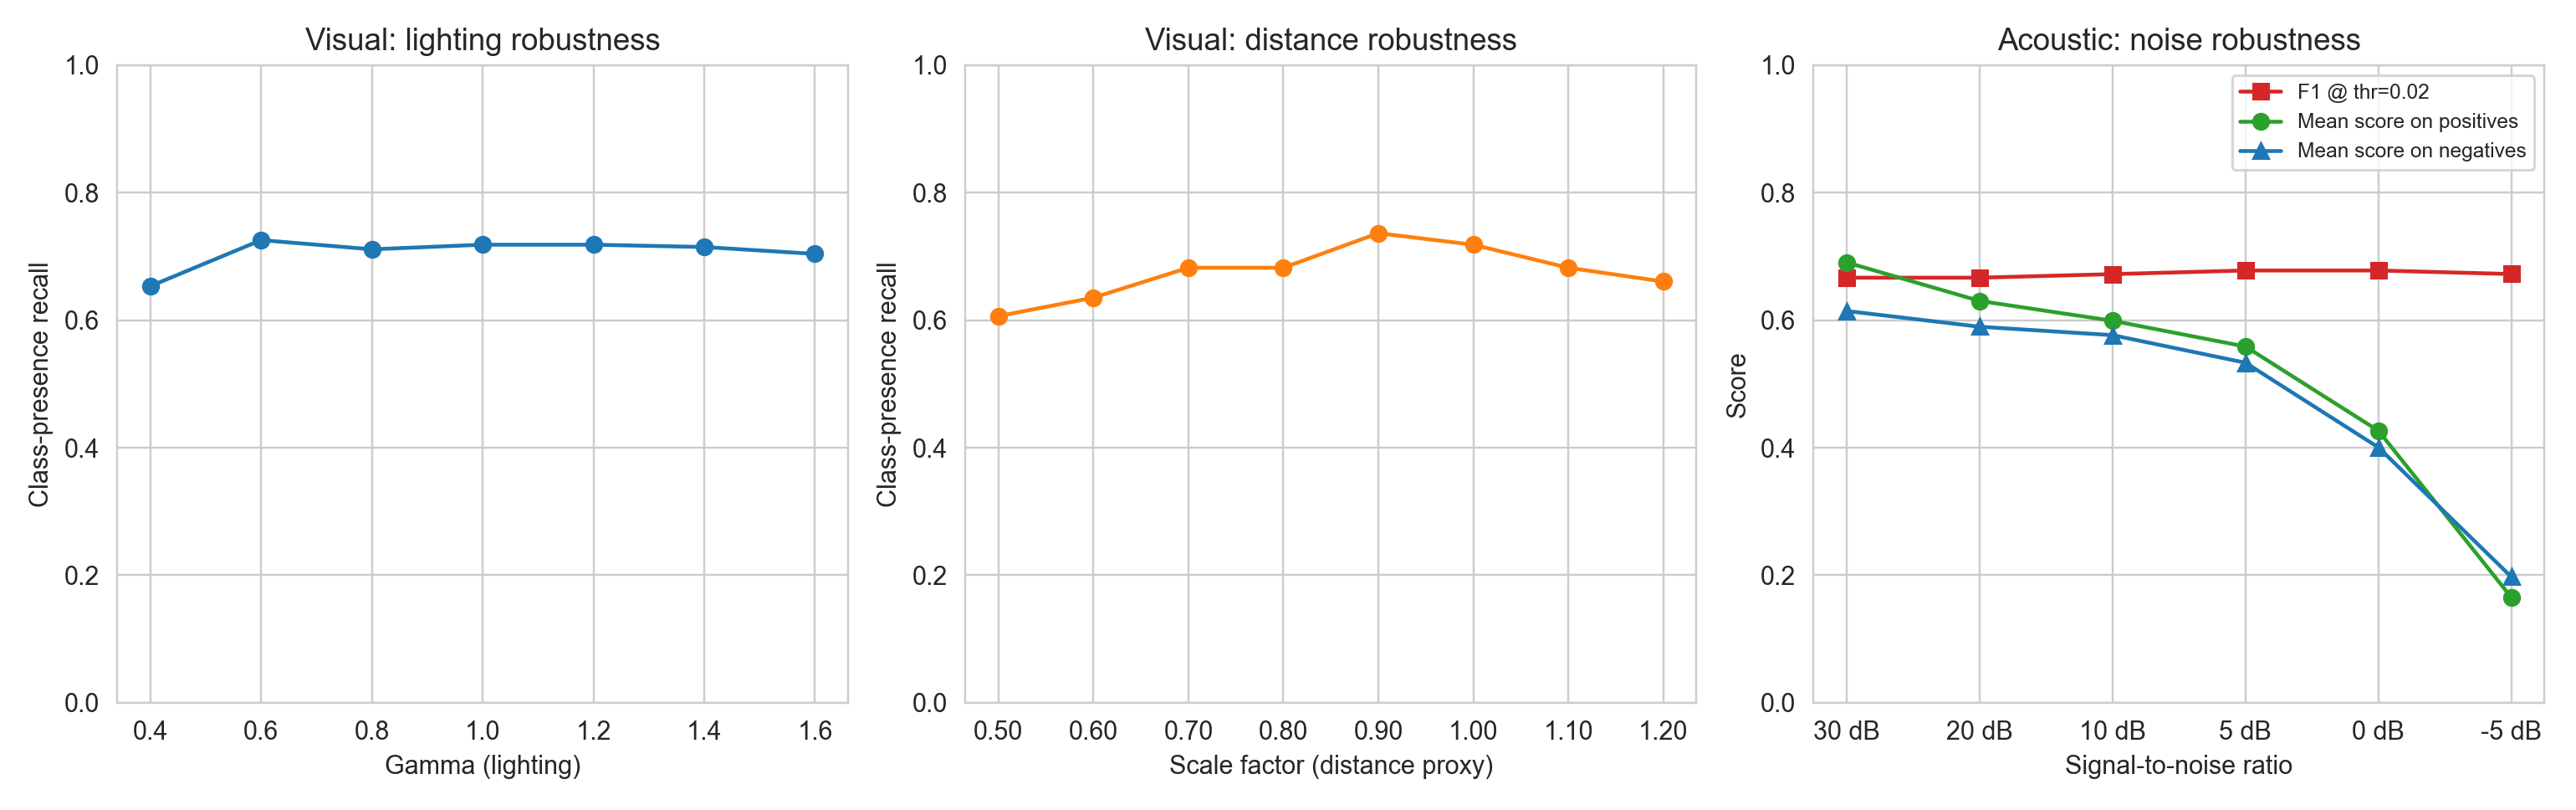 Visual: lighting robustness
1.0
0.8
0.6
0.4
0.2
0.0
Class-presence recall
0.4 0.6 0.8 1.0 1.2 1.4 1.6
Gamma (lighting)
Visual: distance robustness
1.0
0.8
0.6
0.4
0.2
0.0
Class-presence recall
0.50 0.60 0.70 0.80 0.90 1.00 1.10 1.20
Scale factor (distance proxy)
Acoustic: noise robustness
F1 @ thr=0.02
Mean score on positives
Mean score on negatives
1.0
0.8
0.6
0.4
0.2
0.0
Score
30 dB 20 dB 10 dB 5 dB 0 dB -5 dB
Signal-to-noise ratio